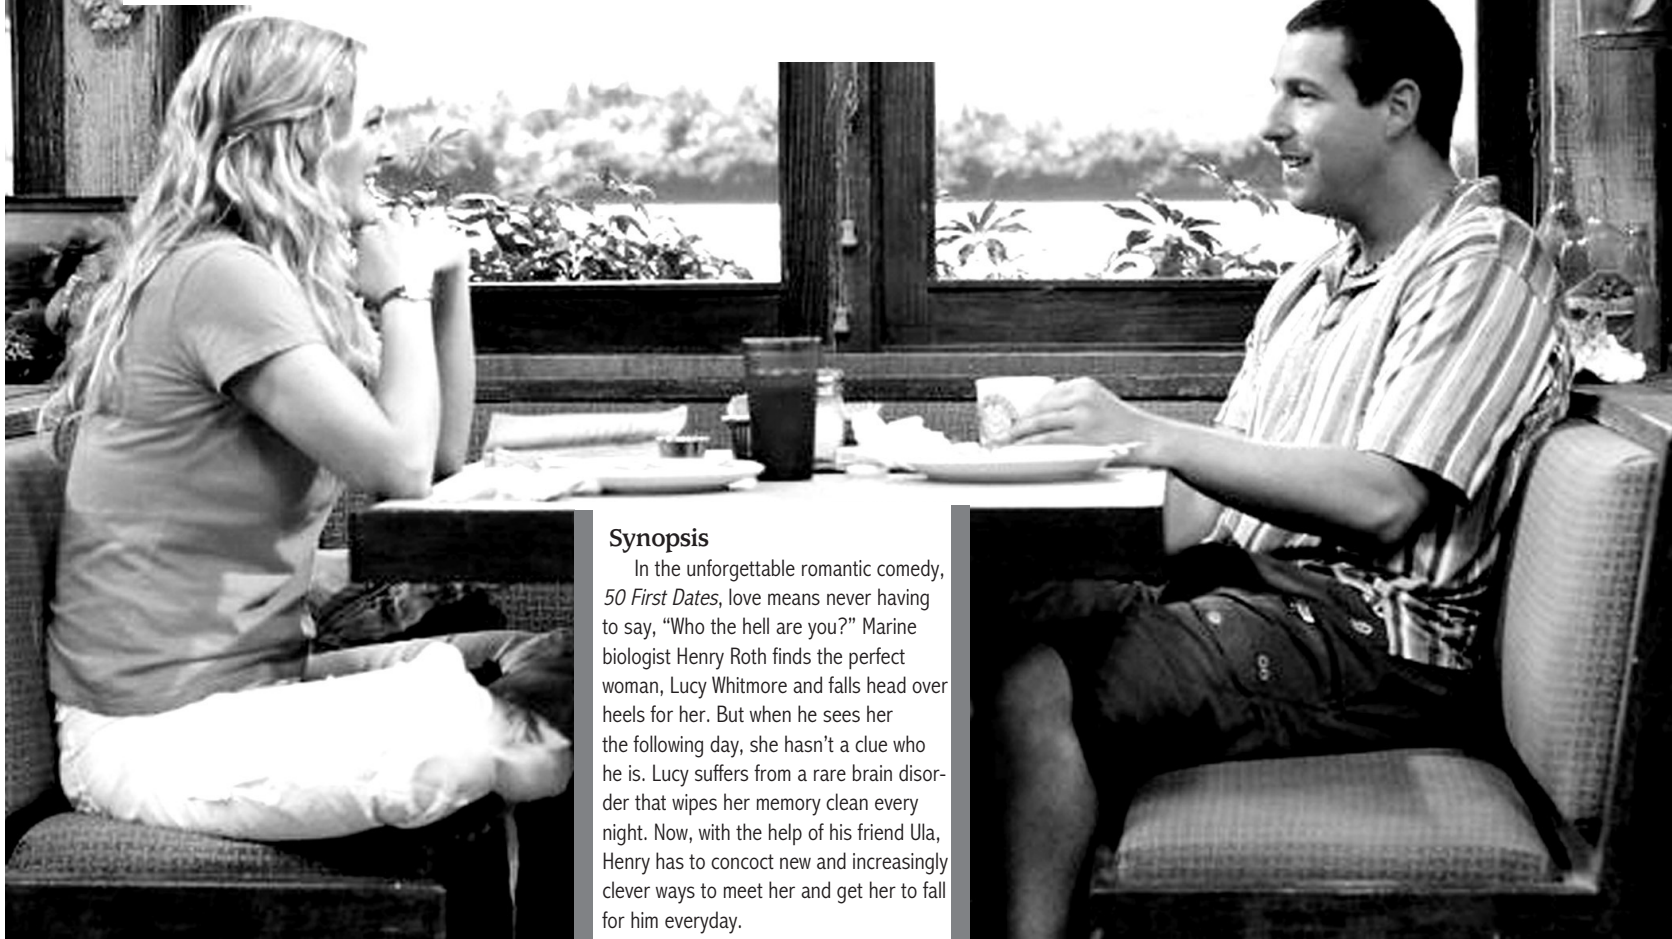 Synopsis
In the unforgettable romantic comedy,
50 First Dates, love means never having
to say, “Who the hell are you?” Marine
biologist Henry Roth finds the perfect
woman, Lucy Whitmore and falls head over
heels for her. But when he sees her
the following day, she hasn’t a clue who
he is. Lucy suffers from a rare brain disor-
der that wipes her memory clean every
night. Now, with the help of his friend Ula,
Henry has to concoct new and increasingly
clever ways to meet her and get her to fall
for him everyday.